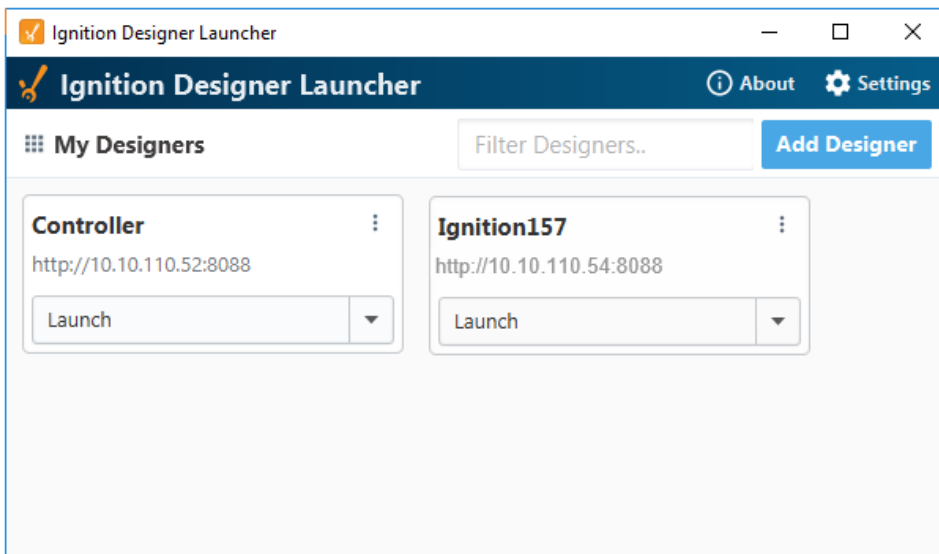 Ignition Designer Launcher
Ignition Designer Launcher About Settings
My Designers Filter Designers.. Add Designer
Controller
http://10.10.110.52:8088
Launch
Ignition157
http://10.10.110.54:8088
Launch